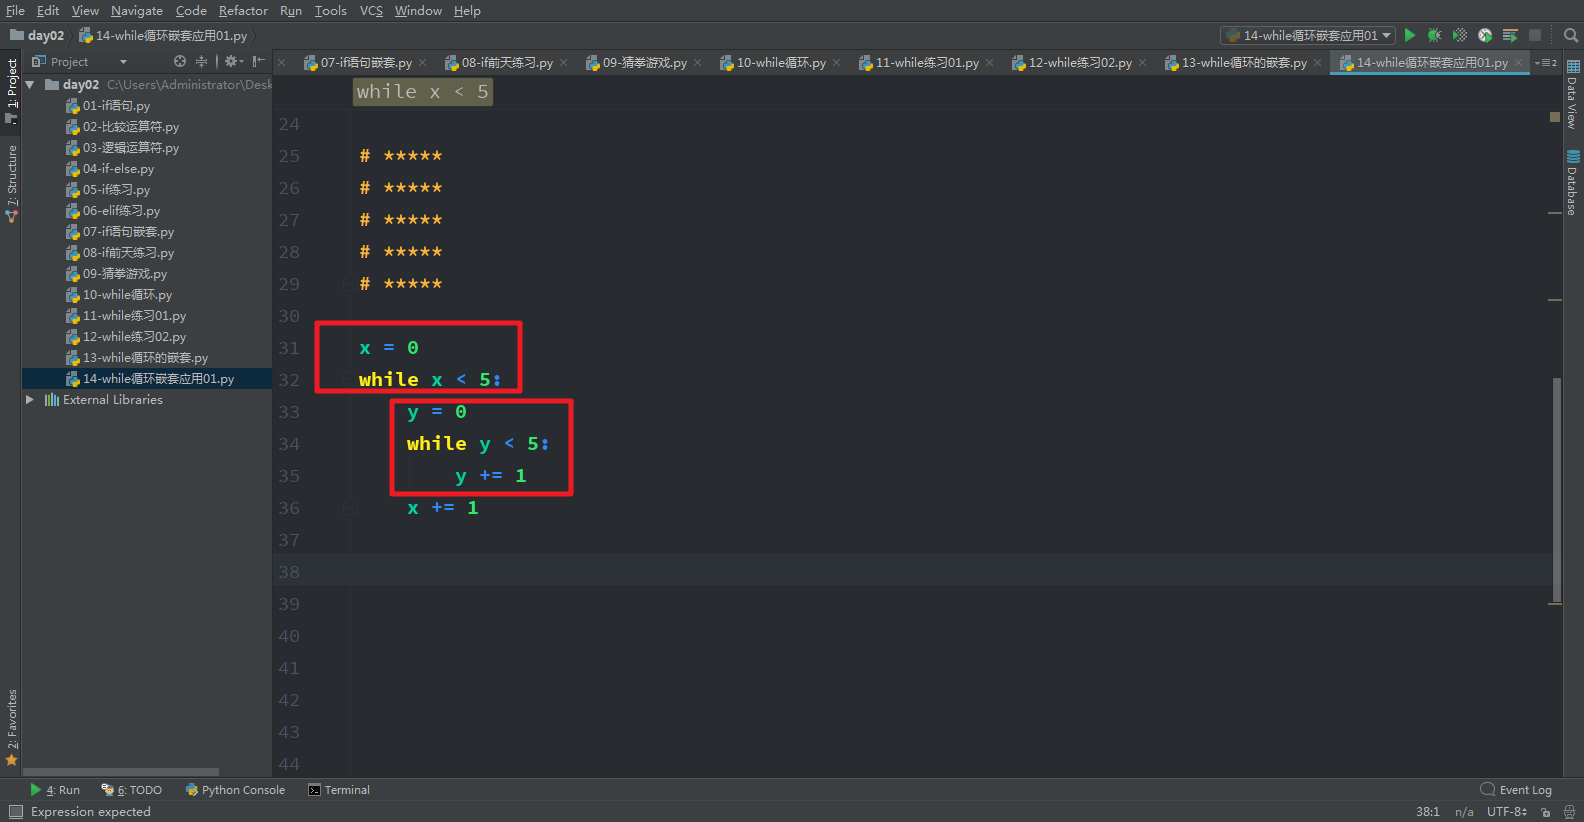 File Edit View Navigate Code Refactor Run Tools VCS Window Help
day02 14-while循环嵌套应用01.py
14-while循环嵌套应用01
Project
07-if语句嵌套.py 08-if前天练习.py 09-猜拳游戏.py 10-while循环.py 11-while练习01.py 12-while练习02.py 13-while循环的嵌套.py 14-while循环嵌套应用01.py
2
1: Project
7: Structure
2: Favorites
day02 C:\Users\Administrator\Desk
01-if语句.py
02-比较运算符.py
03-逻辑运算符.py
04-if-else.py
05-if练习.py
06-elif练习.py
07-if语句嵌套.py
08-if前天练习.py
09-猜拳游戏.py
10-while循环.py
11-while练习01.py
12-while练习02.py
13-while循环的嵌套.py
14-while循环嵌套应用01.py
External Libraries
while x < 5
24
25 # *****
26 # *****
27 # *****
28 # *****
29 # *****
30
31 x = 0
32 while x < 5:
33 y = 0
34 while y < 5:
35 y += 1
36 x += 1
37
38
39
40
41
42
43
44
Data View
Database
4: Run 6: TODO Python Console Terminal Event Log
Expression expected 38:1 n/a UTF-8